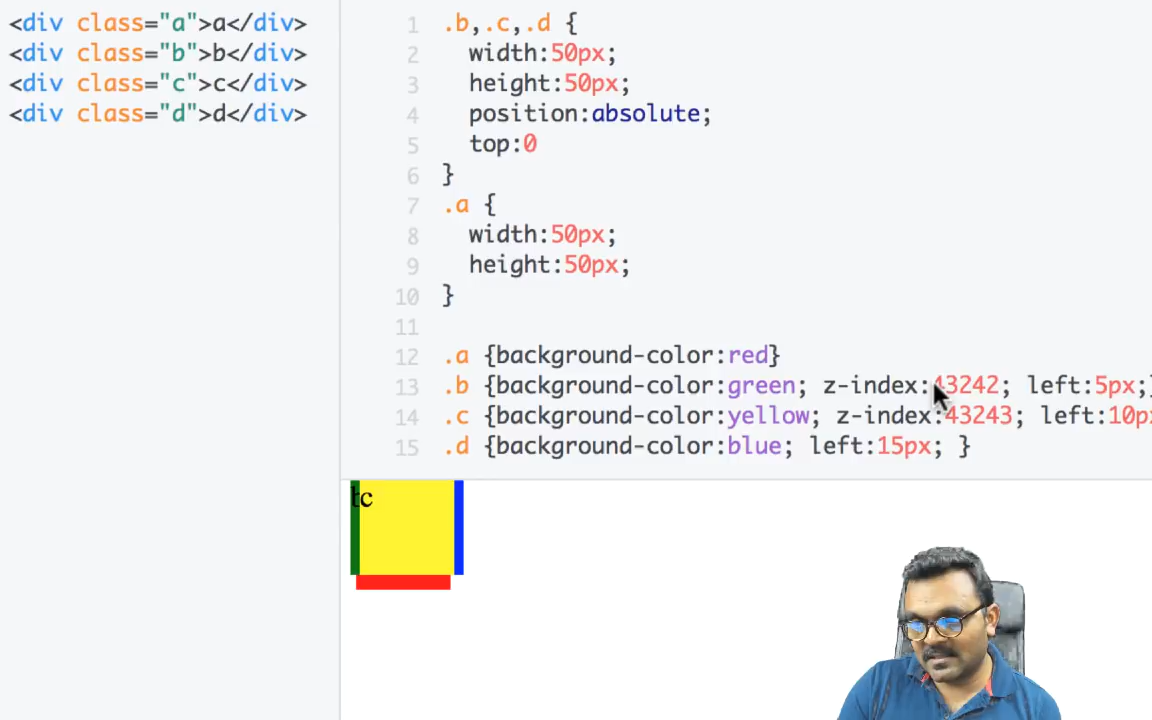 <div class="a">a</div>
<div class="b">b</div>
<div class="c">c</div>
<div class="d">d</div>
1 .b,.c,.d {
2 width:50px;
3 height:50px;
4 position:absolute;
5 top:0
6 }
7 .a {
8 width:50px;
9 height:50px;
10 }
11
12 .a {background-color:red}
13 .b {background-color:green; z-index:43242; left:5px;}
14 .c {background-color:yellow; z-index:43243; left:10px
15 .d {background-color:blue; left:15px; }
bc